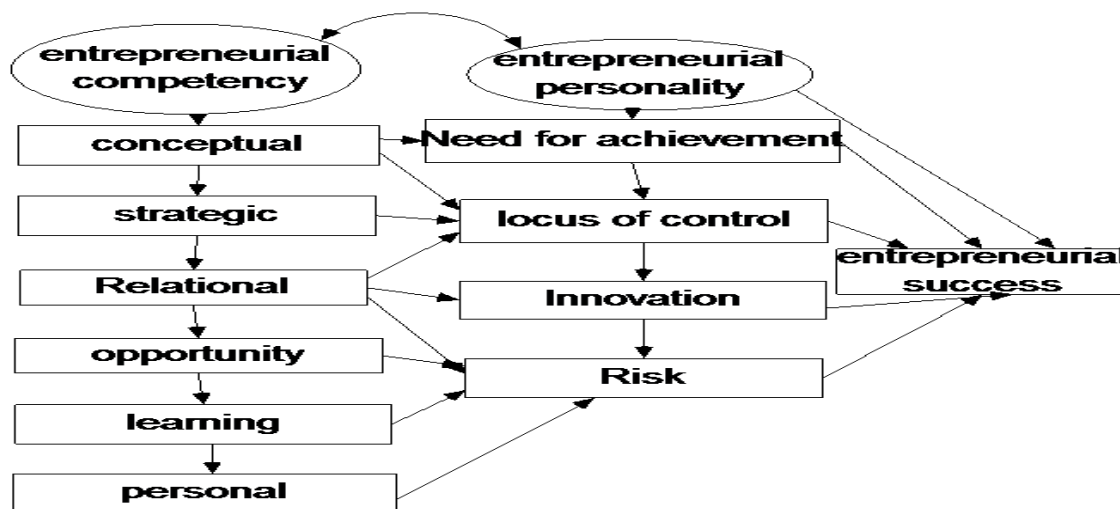 entrepreneurial
competency
entrepreneurial
personality
conceptual
Need for achievement
strategic
locus of control
Relational
Innovation
entrepreneurial
success
opportunity
Risk
learning
personal